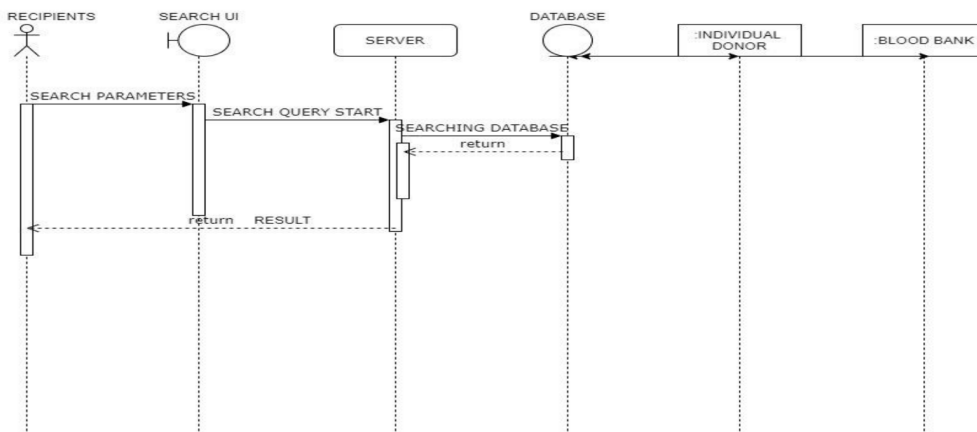 RECIPIENTS
SEARCH UI
SERVER
DATABASE
:INDIVIDUAL
DONOR
:BLOOD BANK
SEARCH PARAMETERS
SEARCH QUERY START
SEARCHING DATABASE
return
return RESULT